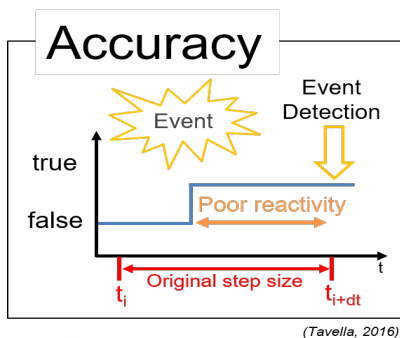 Accuracy
Event
Event
Detection
true
Poor reactivity
false
t
Original step size
ti
ti+dt
(Tavella, 2016)